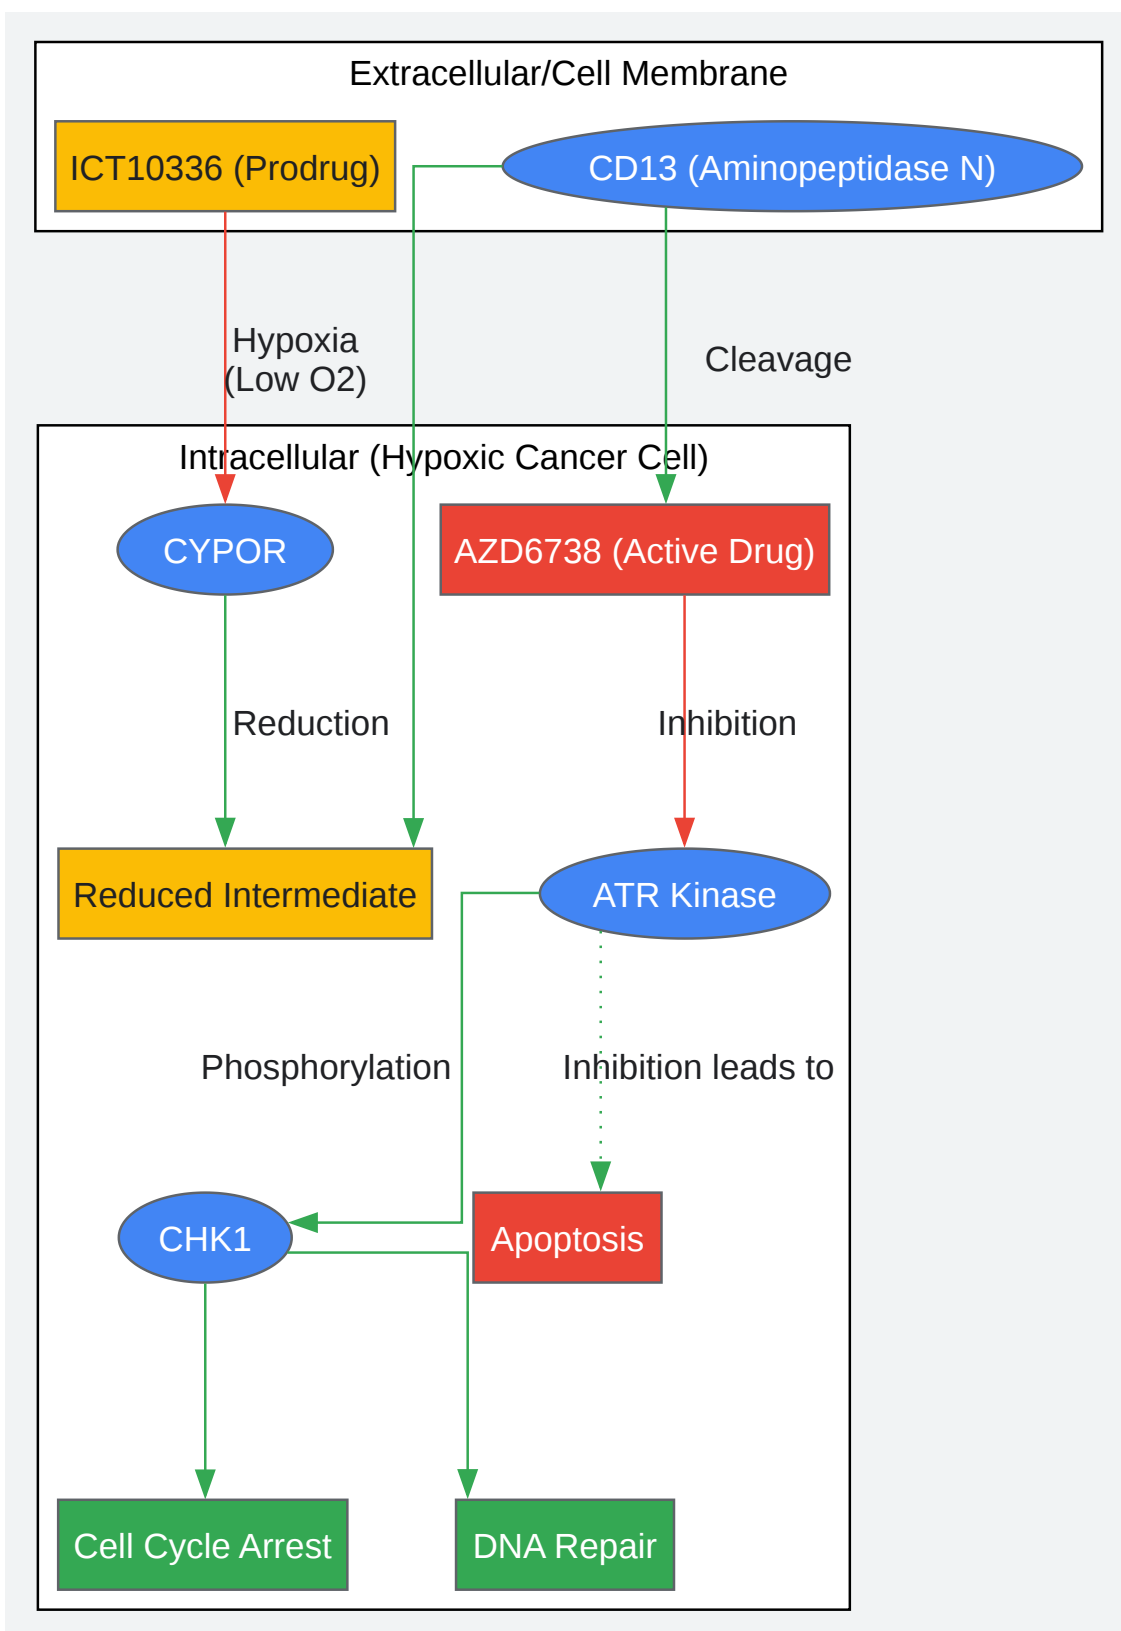 Extracellular/Cell Membrane
ICT10336 (Prodrug)
CD13 (Aminopeptidase N)
Hypoxia
(Low O2)
Cleavage
Intracellular (Hypoxic Cancer Cell)
CYPOR
AZD6738 (Active Drug)
Reduction
Inhibition
Reduced Intermediate
ATR Kinase
Phosphorylation
Inhibition leads to
CHK1
Apoptosis
Cell Cycle Arrest
DNA Repair